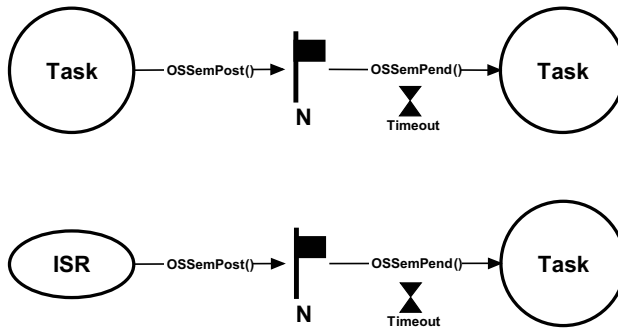 Task OSSemPost() OSSemPend() Task
N Timeout
ISR OSSemPost() OSSemPend() Task
N Timeout